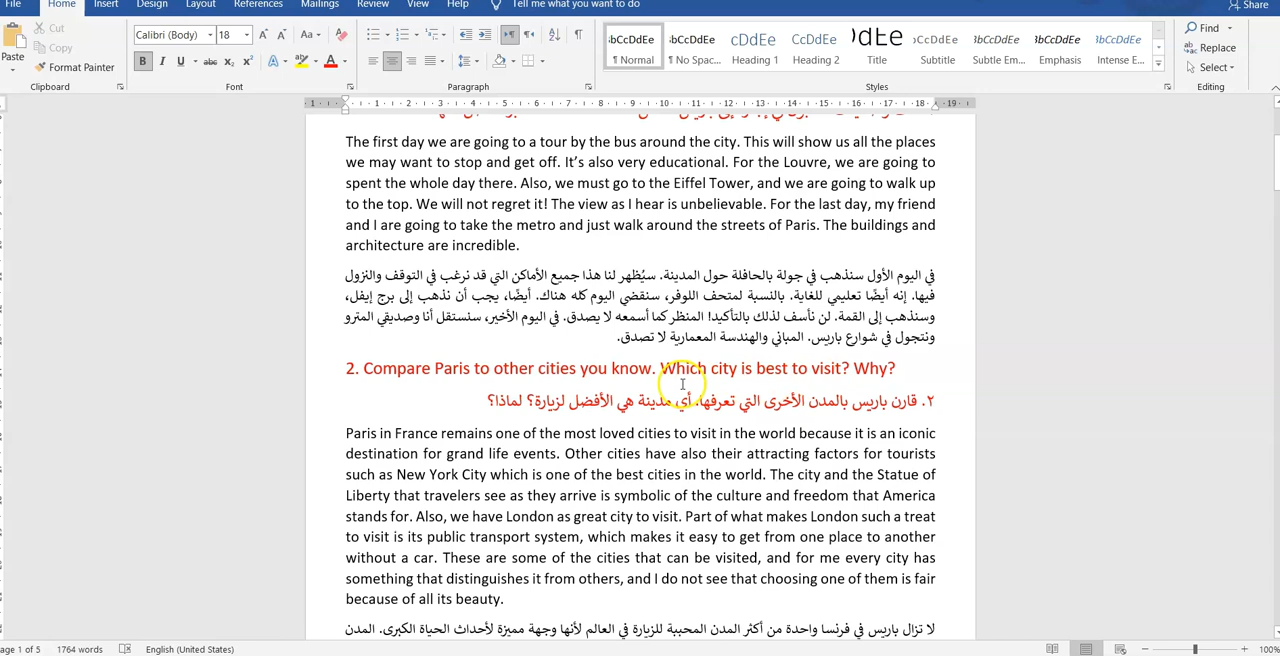 File Home Insert Design Layout References Mailings Review View Help Tell me what you want to do Share
Cut
Copy
Paste
Format Painter
Calibri (Body) 18
Find
Replace
Select
¶ Normal ¶ No Spac... Heading 1 Heading 2 Title Subtitle Subtle Em... Emphasis Intense E...
Clipboard Font Paragraph Styles Editing
The first day we are going to a tour by the bus around the city. This will show us all the places
we may want to stop and get off. It's also very educational. For the Louvre, we are going to
spent the whole day there. Also, we must go to the Eiffel Tower, and we are going to walk up
to the top. We will not regret it! The view as I hear is unbelievable. For the last day, my friend
and I are going to take the metro and just walk around the streets of Paris. The buildings and
architecture are incredible.
في اليوم الأول سنذهب في جولة بالحافلة حول المدينة. سيُظهر لنا هذا جميع الأماكن التي قد نرغب في التوقف والنزول
فيها. إنه أيضًا تعليمي للغاية. بالنسبة لمتحف اللوفر، سنقضي اليوم كله هناك. أيضًا، يجب أن نذهب إلى برج إيفل،
وسنذهب إلى القمة. لن نأسف لذلك بالتأكيد! المنظر كما أسمعه لا يصدق. في اليوم الأخير، سنستقل أنا وصديقي المترو
ونتجول في شوارع باريس. المباني والهندسة المعمارية لا تصدق.
2. Compare Paris to other cities you know. Which city is best to visit? Why?
٢. قارن باريس بالمدن الأخرى التي تعرفها. أي مدينة هي الأفضل لزيارة؟ لماذا؟
Paris in France remains one of the most loved cities to visit in the world because it is an iconic
destination for grand life events. Other cities have also their attracting factors for tourists
such as New York City which is one of the best cities in the world. The city and the Statue of
Liberty that travelers see as they arrive is symbolic of the culture and freedom that America
stands for. Also, we have London as great city to visit. Part of what makes London such a treat
to visit is its public transport system, which makes it easy to get from one place to another
without a car. These are some of the cities that can be visited, and for me every city has
something that distinguishes it from others, and I do not see that choosing one of them is fair
because of all its beauty.
لا تزال باريس في فرنسا واحدة من أكثر المدن المحببة للزيارة في العالم لأنها وجهة مميزة لأحداث الحياة الكبرى. المدن
age 1 of 5 1764 words English (United States) 100%